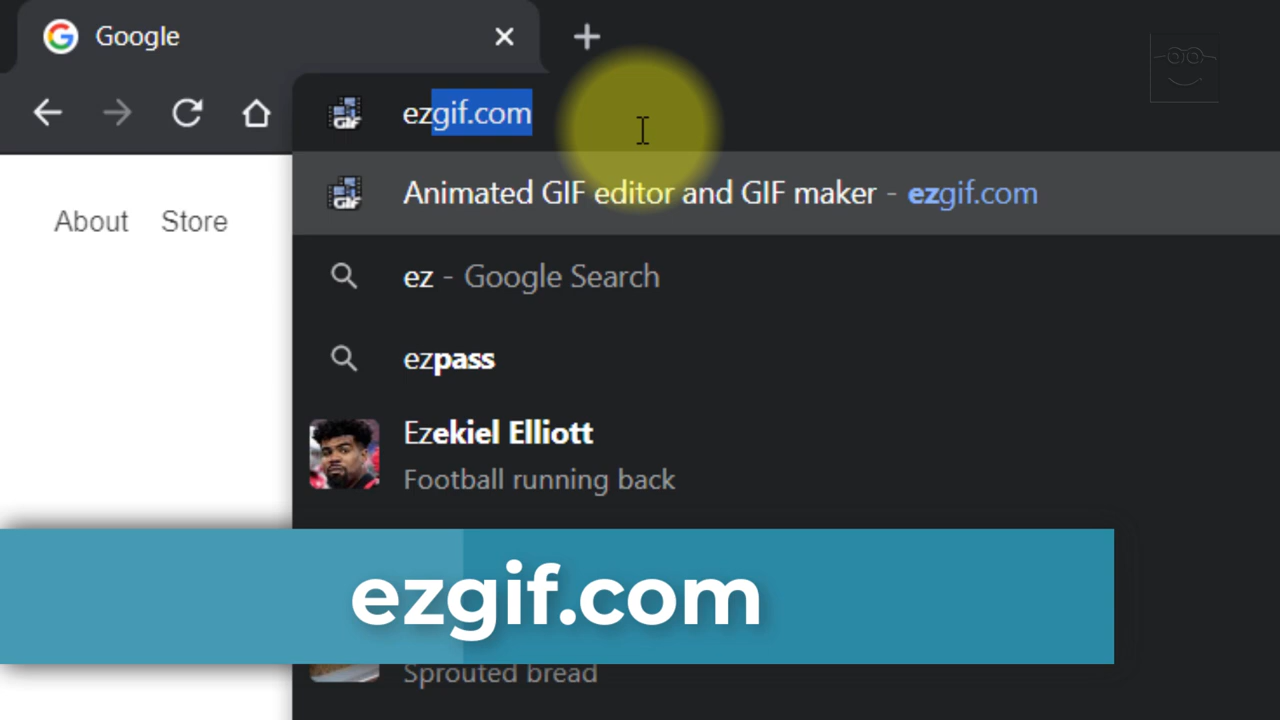 Google
ezgif.com
Animated GIF editor and GIF maker - ezgif.com
About Store
ez - Google Search
ezpass
Ezekiel Elliott
Football running back
ezgif.com
Sprouted bread